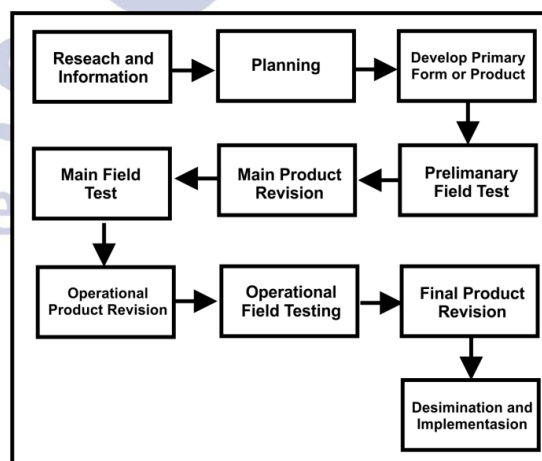 Reseach and
Information
Planning
Develop Primary
Form or Product
Prelimanary
Field Test
Main Product
Revision
Main Field
Test
Operational
Product Revision
Operational
Field Testing
Final Product
Revision
Desimination and
Implementasion